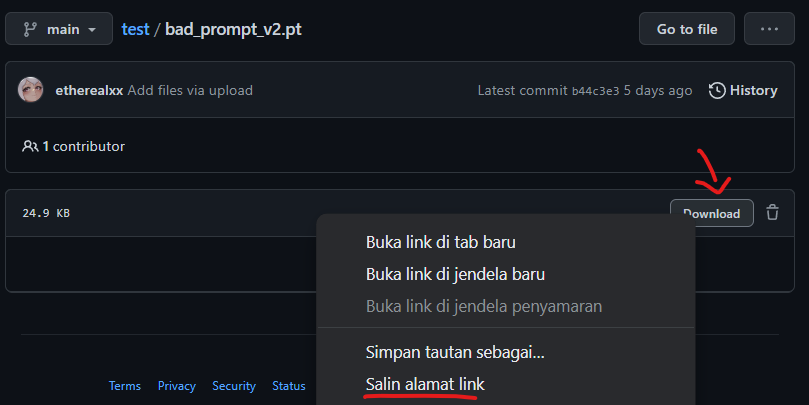 main test / bad_prompt_v2.pt Go to file ...
etherealxx Add files via upload Latest commit b44c3e3 5 days ago History
1 contributor
24.9 KB Download
Buka link di tab baru
Buka link di jendela baru
Buka link di jendela penyamaran
Simpan tautan sebagai...
Salin alamat link
Terms Privacy Security Status